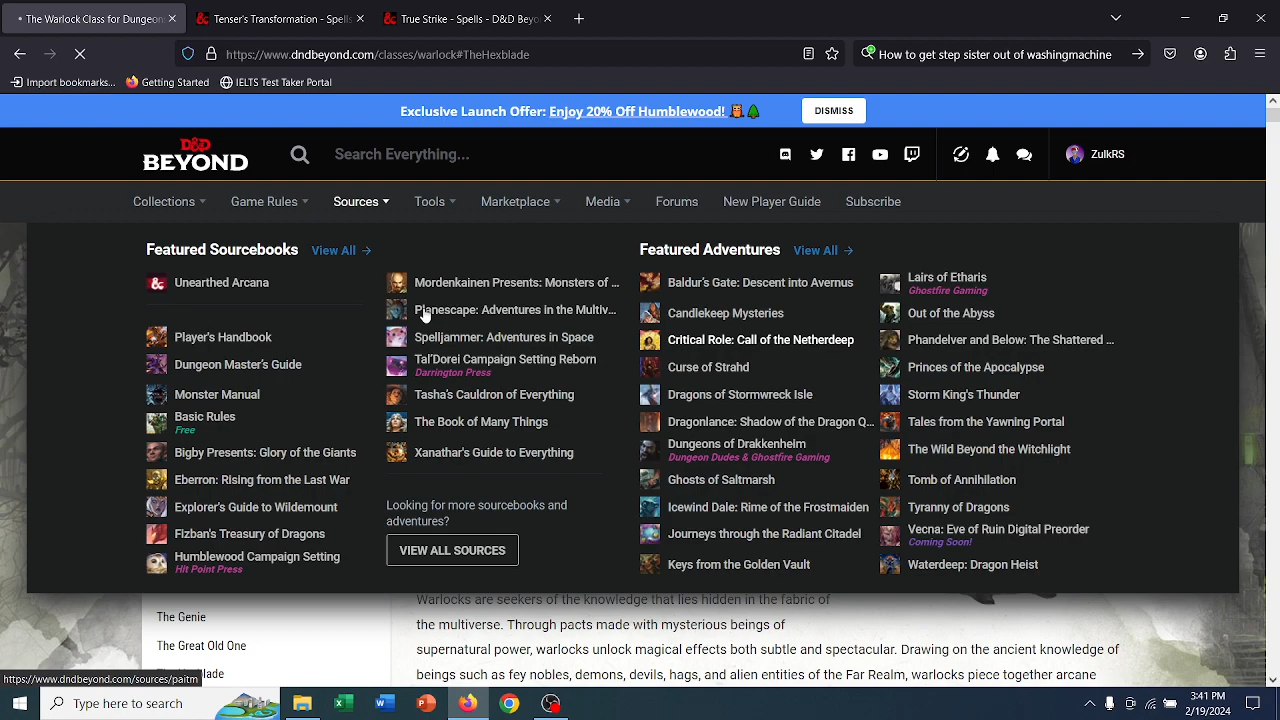 Warlock Class for Dungeons
Tenser's Transformation - Spells
True Strike - Spells - D&D Beyo
https://www.dndbeyond.com/classes/warlock#TheHexblade
How to get step sister out of washingmachine
Import bookmarks...
Getting Started
IELTS Test Taker Portal
Exclusive Launch Offer: Enjoy 20% Off Humblewood!
DISMISS
D&D
BEYOND
Search Everything...
ZulkRS
Collections
Game Rules
Sources
Tools
Marketplace
Media
Forums
New Player Guide
Subscribe
Featured Sourcebooks
View All
Unearthed Arcana
Player's Handbook
Dungeon Master's Guide
Monster Manual
Basic Rules
Free
Bigby Presents: Glory of the Giants
Eberron: Rising from the Last War
Explorer's Guide to Wildemount
Fizban's Treasury of Dragons
Humblewood Campaign Setting
Hit Point Press
Mordenkainen Presents: Monsters of ...
Planescape: Adventures in the Multiv...
Spelljammer: Adventures in Space
Tal'Dorei Campaign Setting Reborn
Darrington Press
Tasha's Cauldron of Everything
The Book of Many Things
Xanathar's Guide to Everything
Looking for more sourcebooks and
adventures?
VIEW ALL SOURCES
Featured Adventures
View All
Baldur's Gate: Descent into Avernus
Candlekeep Mysteries
Critical Role: Call of the Netherdeep
Curse of Strahd
Dragons of Stormwreck Isle
Dragonlance: Shadow of the Dragon Q...
Dungeons of Drakkenheim
Dungeon Dudes & Ghostfire Gaming
Ghosts of Saltmarsh
Icewind Dale: Rime of the Frostmaiden
Journeys through the Radiant Citadel
Keys from the Golden Vault
Lairs of Etharis
Ghostfire Gaming
Out of the Abyss
Phandelver and Below: The Shattered ...
Princes of the Apocalypse
Storm King's Thunder
Tales from the Yawning Portal
The Wild Beyond the Witchlight
Tomb of Annihilation
Tyranny of Dragons
Vecna: Eve of Ruin Digital Preorder
Coming Soon!
Waterdeep: Dragon Heist
The Genie
The Great Old One
Warlocks are seekers of the knowledge that lies hidden in the fabric of
the multiverse. Through pacts made with mysterious beings of
supernatural power, warlocks unlock magical effects both subtle and spectacular. Drawing on the ancient knowledge of
beings such as fey nobles, demons, devils, hags, and alien entities of the Far Realm, warlocks piece together arcane
https://www.dndbeyond.com/sources/paitm
Type here to search
3:41 PM
2/19/2024